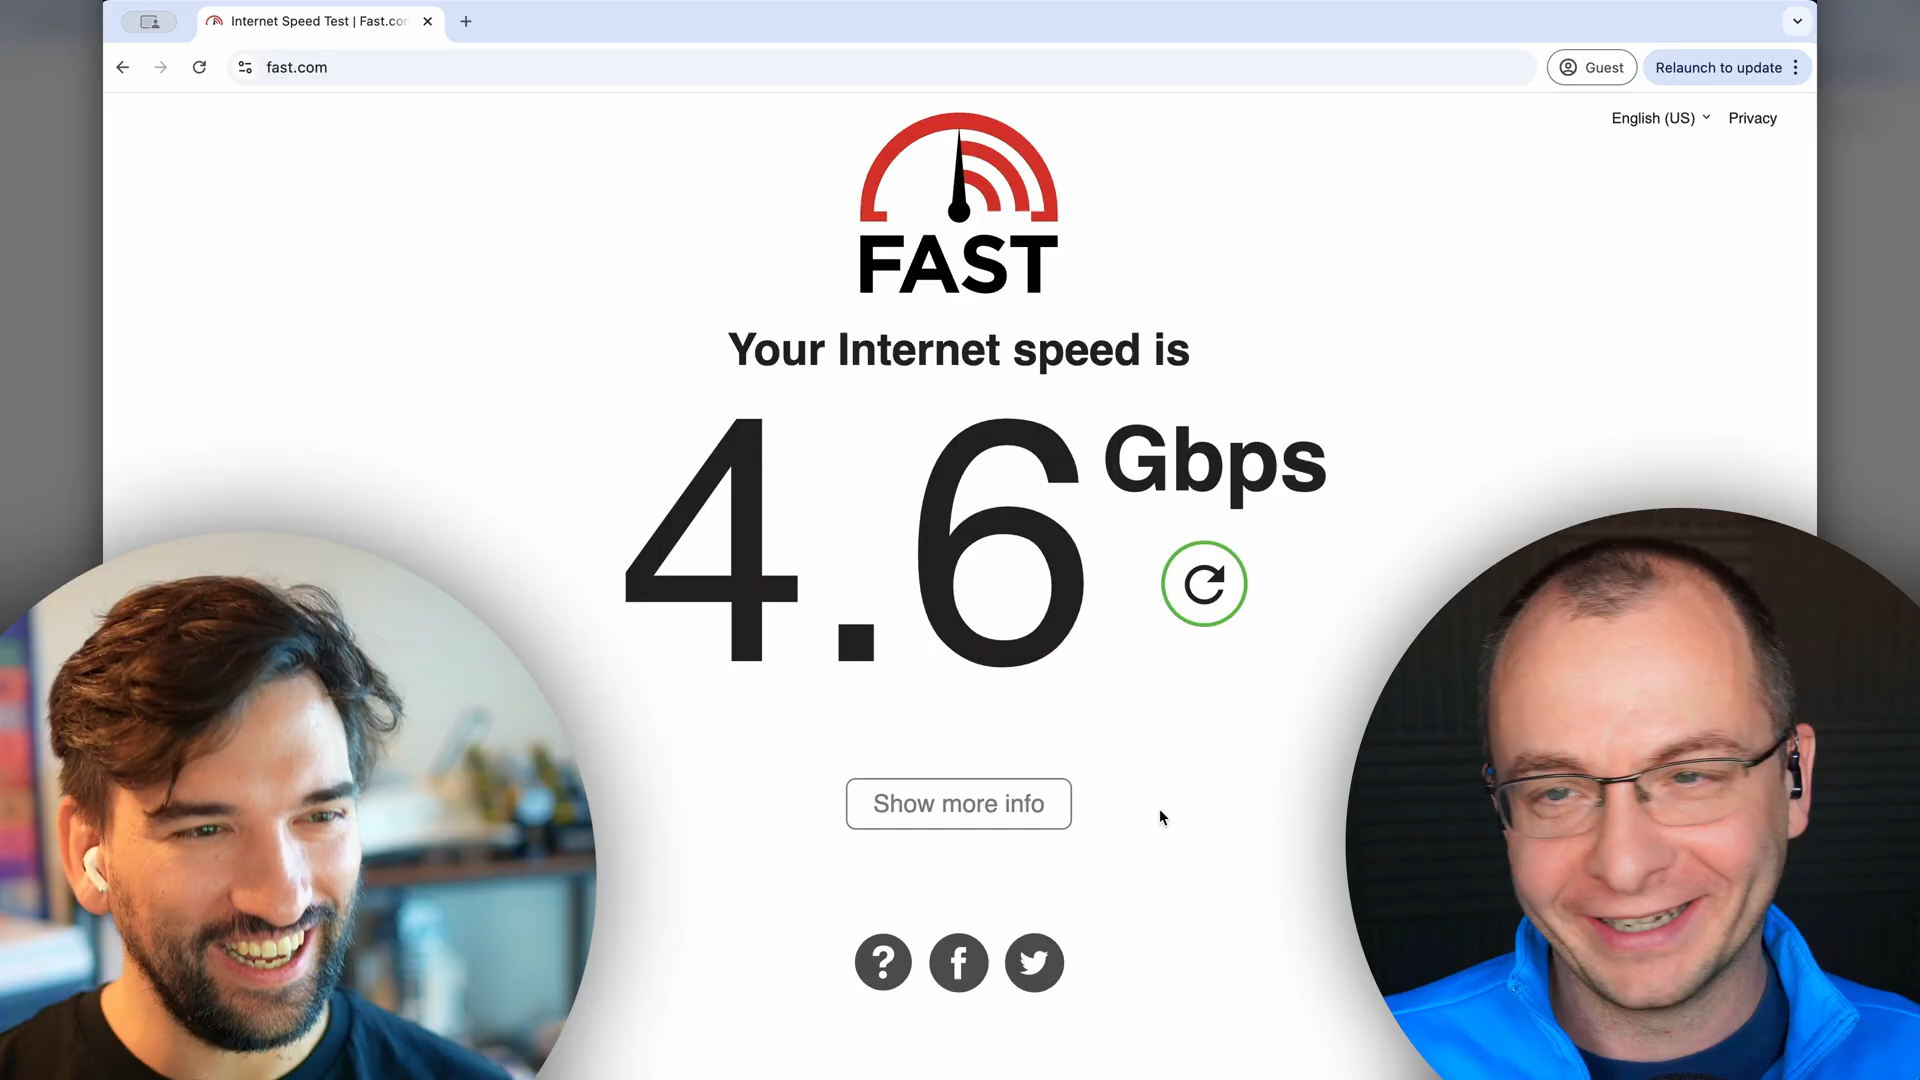 Internet Speed Test | Fast.co
fast.com
Guest
Relaunch to update
English (US)
Privacy
FAST
Your Internet speed is
4.6 Gbps
Show more info